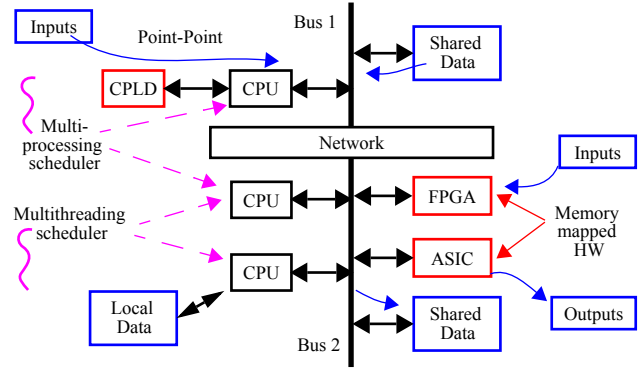 Inputs
Point-Point
Bus 1
Shared
Data
CPLD
CPU
Multi-
processing
scheduler
Network
Inputs
CPU
FPGA
Multithreading
scheduler
Memory
mapped
HW
CPU
ASIC
Local
Data
Shared
Data
Outputs
Bus 2